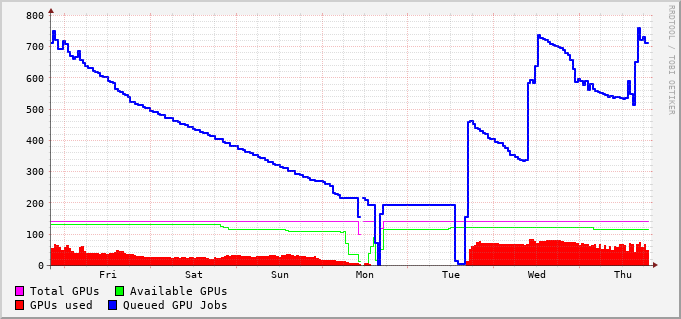 800
700
600
500
400
300
200
100
0
Fri Sat Sun Mon Tue Wed Thu
Total GPUs Available GPUs
GPUs used Queued GPU Jobs
RRDTOOL / TOBI OETIKER